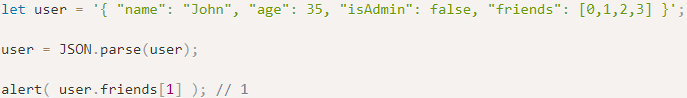 let user = '{ "name": "John", "age": 35, "isAdmin": false, "friends": [0,1,2,3] }';
user = JSON.parse(user);
alert( user.friends[1] ); // 1